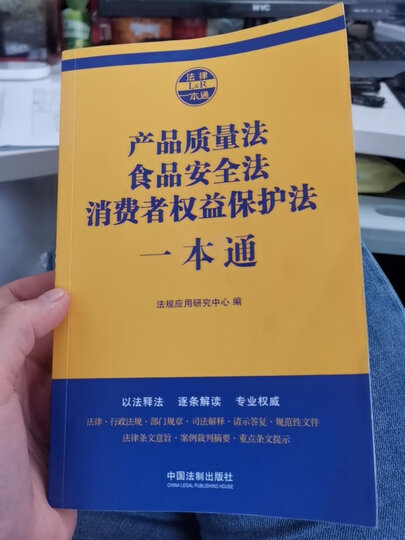 法律
L&R
一本通
产品质量法
食品安全法
消费者权益保护法
一本通
法规应用研究中心 编
以法释法 逐条解读 专业权威
法律·行政法规·部门规章·司法解释·请示答复·规范性文件
法律条文意旨·案例裁判摘要·重点条文提示
中国法制出版社
CHINA LEGAL PUBLISHING HOUSE